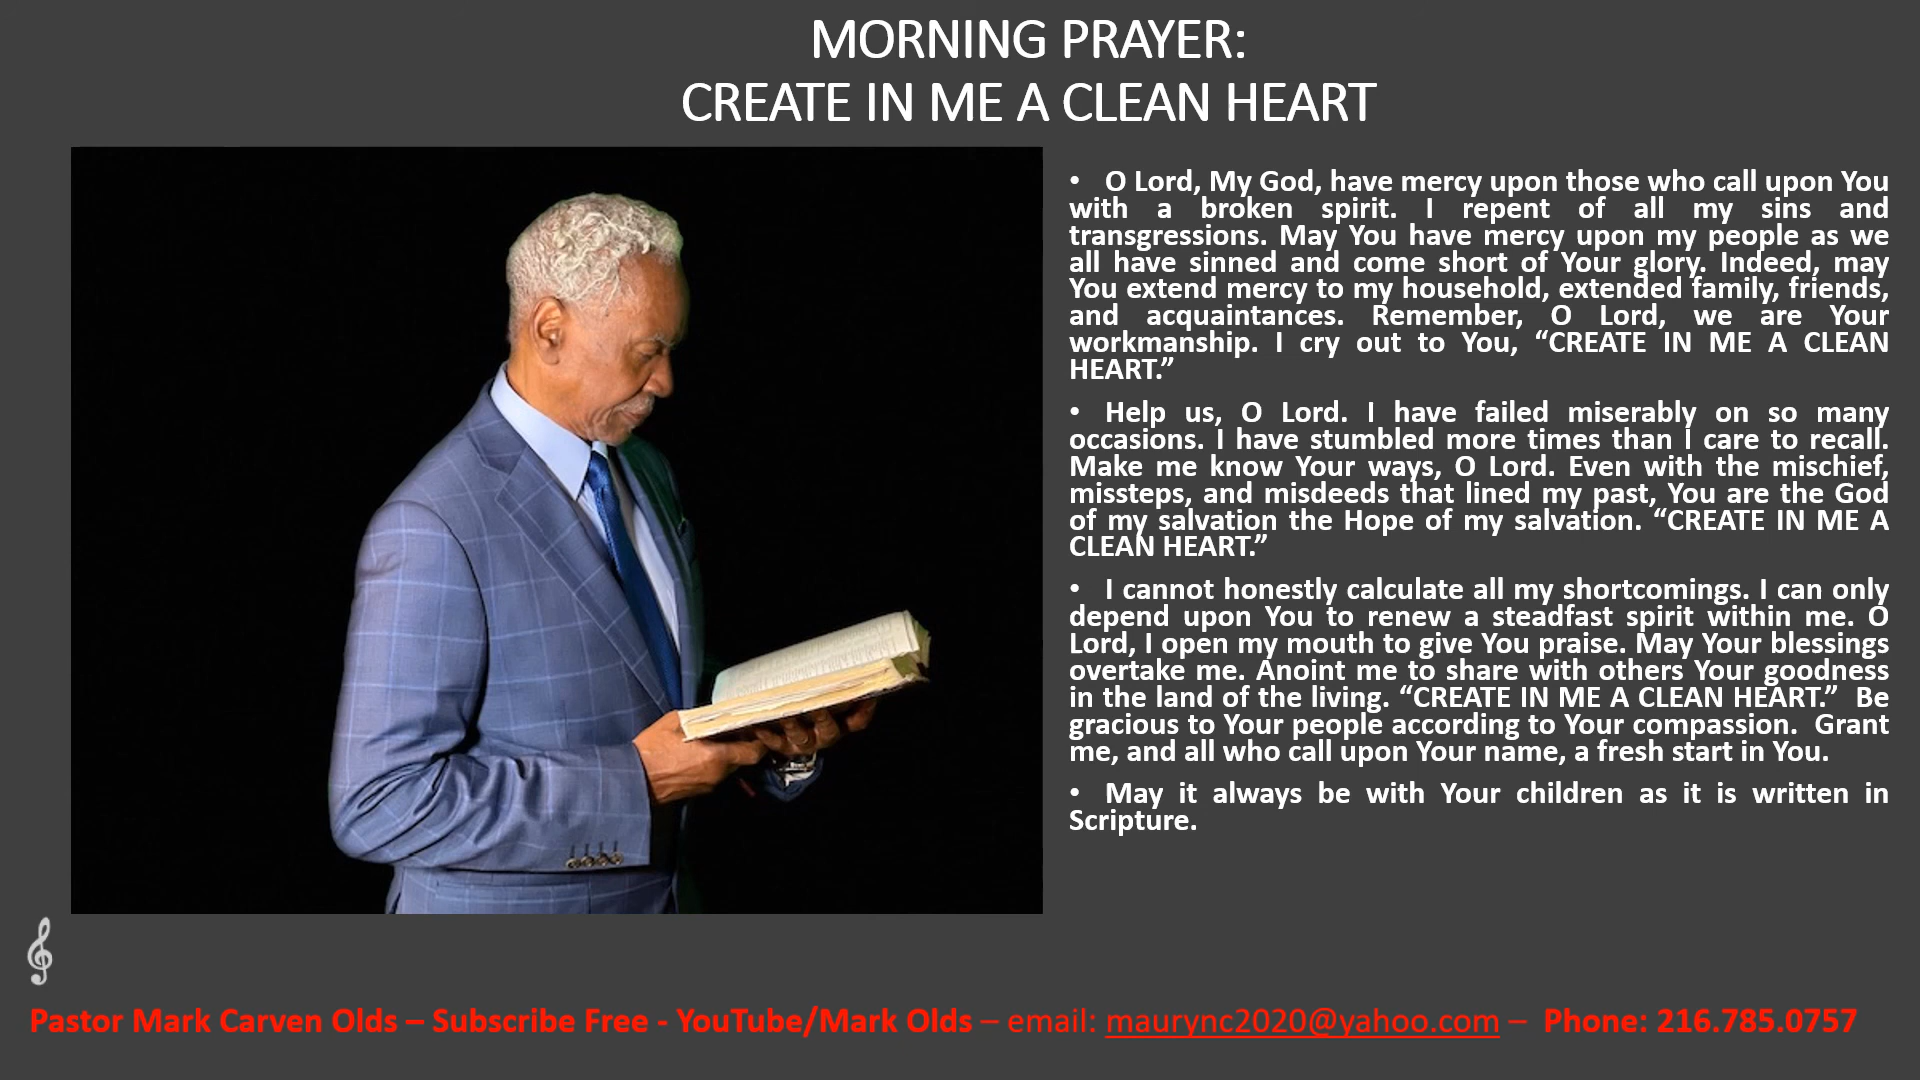 MORNING PRAYER:
CREATE IN ME A CLEAN HEART
• O Lord, My God, have mercy upon those who call upon You
with a broken spirit. I repent of all my sins and
transgressions. May You have mercy upon my people as we
all have sinned and come short of Your glory. Indeed, may
You extend mercy to my household, extended family, friends,
and acquaintances. Remember, O Lord, we are Your
workmanship. I cry out to You, “CREATE IN ME A CLEAN
HEART.”
• Help us, O Lord. I have failed miserably on so many
occasions. I have stumbled more times than I care to recall.
Make me know Your ways, O Lord. Even with the mischief,
missteps, and misdeeds that lined my past, You are the God
of my salvation the Hope of my salvation. “CREATE IN ME A
CLEAN HEART.”
• I cannot honestly calculate all my shortcomings. I can only
depend upon You to renew a steadfast spirit within me. O
Lord, I open my mouth to give You praise. May Your blessings
overtake me. Anoint me to share with others Your goodness
in the land of the living. “CREATE IN ME A CLEAN HEART.”  Be
gracious to Your people according to Your compassion.  Grant
me, and all who call upon Your name, a fresh start in You.
• May it always be with Your children as it is written in
Scripture.
Pastor Mark Carven Olds – Subscribe Free - YouTube/Mark Olds – email: maurync2020@yahoo.com –  Phone: 216.785.0757